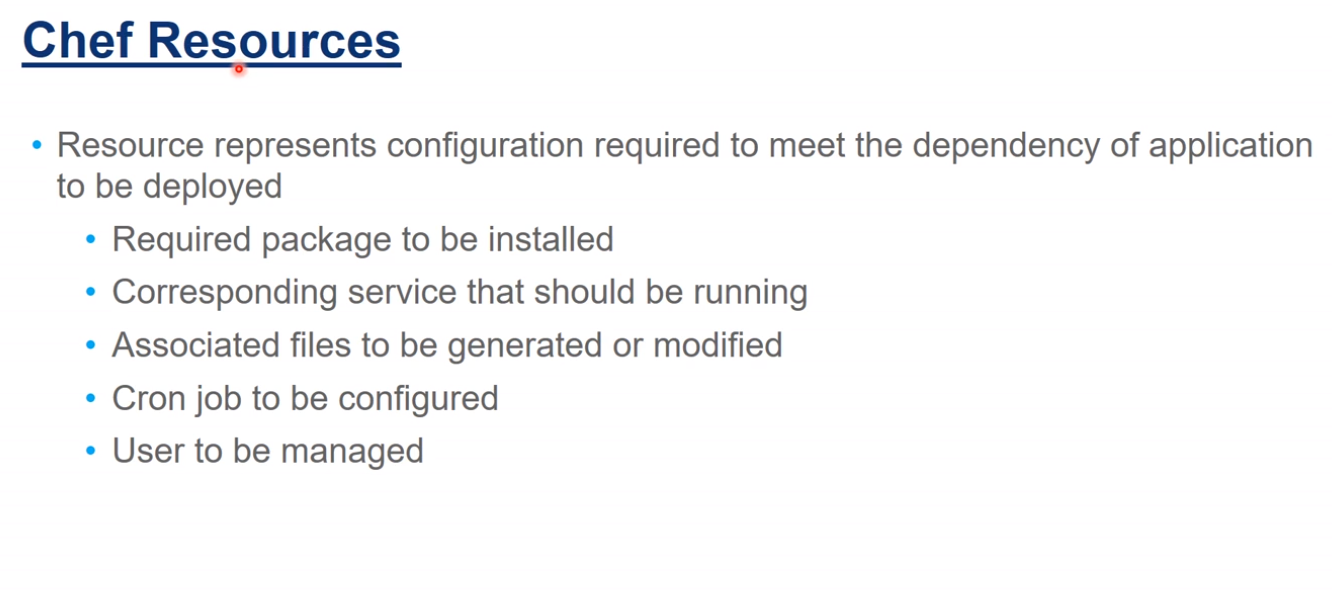 Chef Resources
Resource represents configuration required to meet the dependency of application
to be deployed
Required package to be installed
Corresponding service that should be running
Associated files to be generated or modified
Cron job to be configured
User to be managed